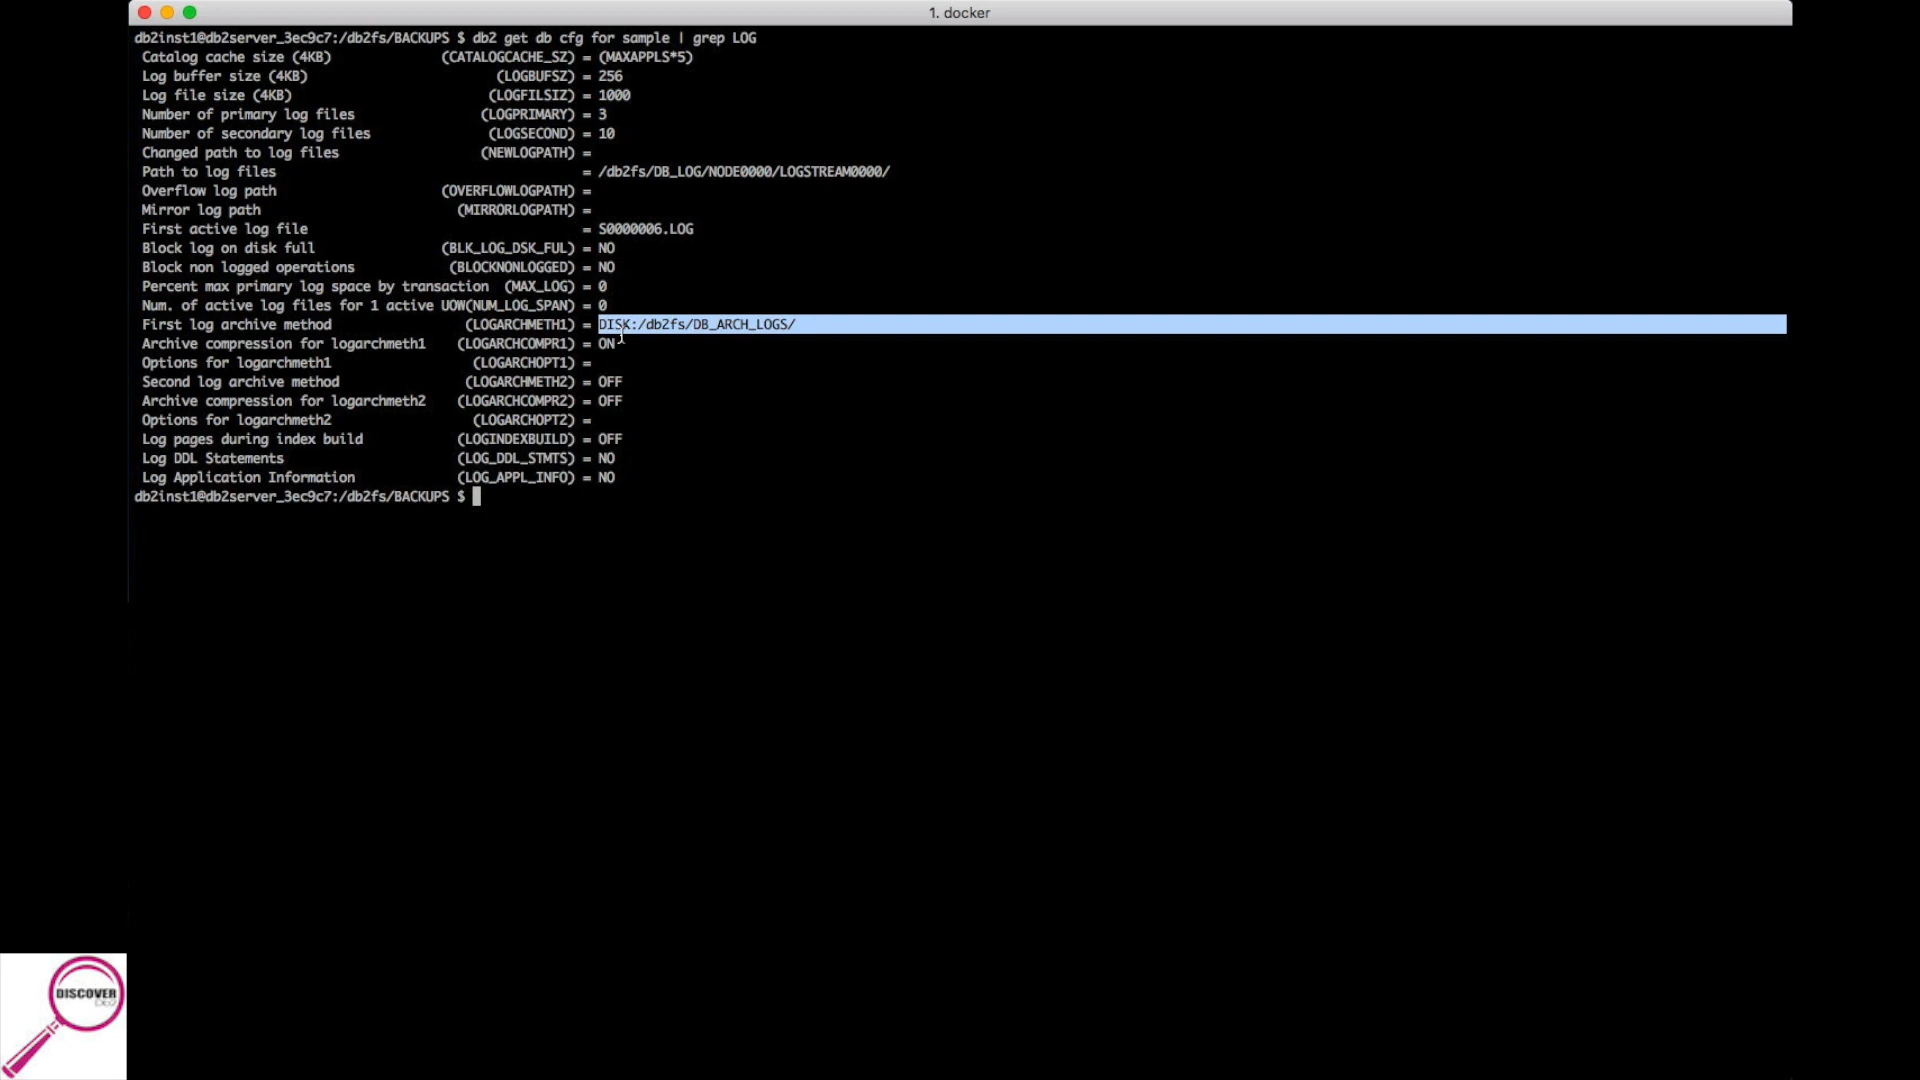 1. docker
db2inst1@db2server_3ec9c7:/db2fs/BACKUPS $ db2 get db cfg for sample | grep LOG
Catalog cache size (4KB) (CATALOGCACHE_SZ) = (MAXAPPLS*5)
Log buffer size (4KB) (LOGBUFSZ) = 256
Log file size (4KB) (LOGFILSIZ) = 1000
Number of primary log files (LOGPRIMARY) = 3
Number of secondary log files (LOGSECOND) = 10
Changed path to log files (NEWLOGPATH) =
Path to log files = /db2fs/DB_LOG/NODE0000/LOGSTREAM0000/
Overflow log path (OVERFLOWLOGPATH) =
Mirror log path (MIRRORLOGPATH) =
First active log file = S0000006.LOG
Block log on disk full (BLK_LOG_DSK_FUL) = NO
Block non logged operations (BLOCKNONLOGGED) = NO
Percent max primary log space by transaction (MAX_LOG) = 0
Num. of active log files for 1 active UOW(NUM_LOG_SPAN) = 0
First log archive method (LOGARCHMETH1) = DISK:/db2fs/DB_ARCH_LOGS/
Archive compression for logarchmeth1 (LOGARCHCOMPR1) = ON
Options for logarchmeth1 (LOGARCHOPT1) =
Second log archive method (LOGARCHMETH2) = OFF
Archive compression for logarchmeth2 (LOGARCHCOMPR2) = OFF
Options for logarchmeth2 (LOGARCHOPT2) =
Log pages during index build (LOGINDEXBUILD) = OFF
Log DDL Statements (LOG_DDL_STMTS) = NO
Log Application Information (LOG_APPL_INFO) = NO
db2inst1@db2server_3ec9c7:/db2fs/BACKUPS $
DISCOVER